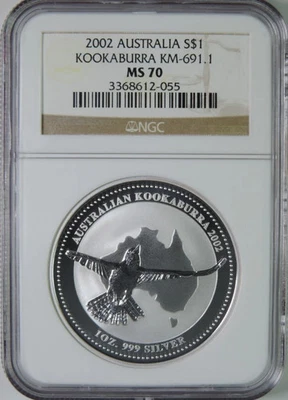 2002 AUSTRALIA S$1
KOOKABURRA KM-691.1
MS 70
3368612-055
NGC
AUSTRALIAN KOOKABURRA 2002
1OZ. 999 SILVER